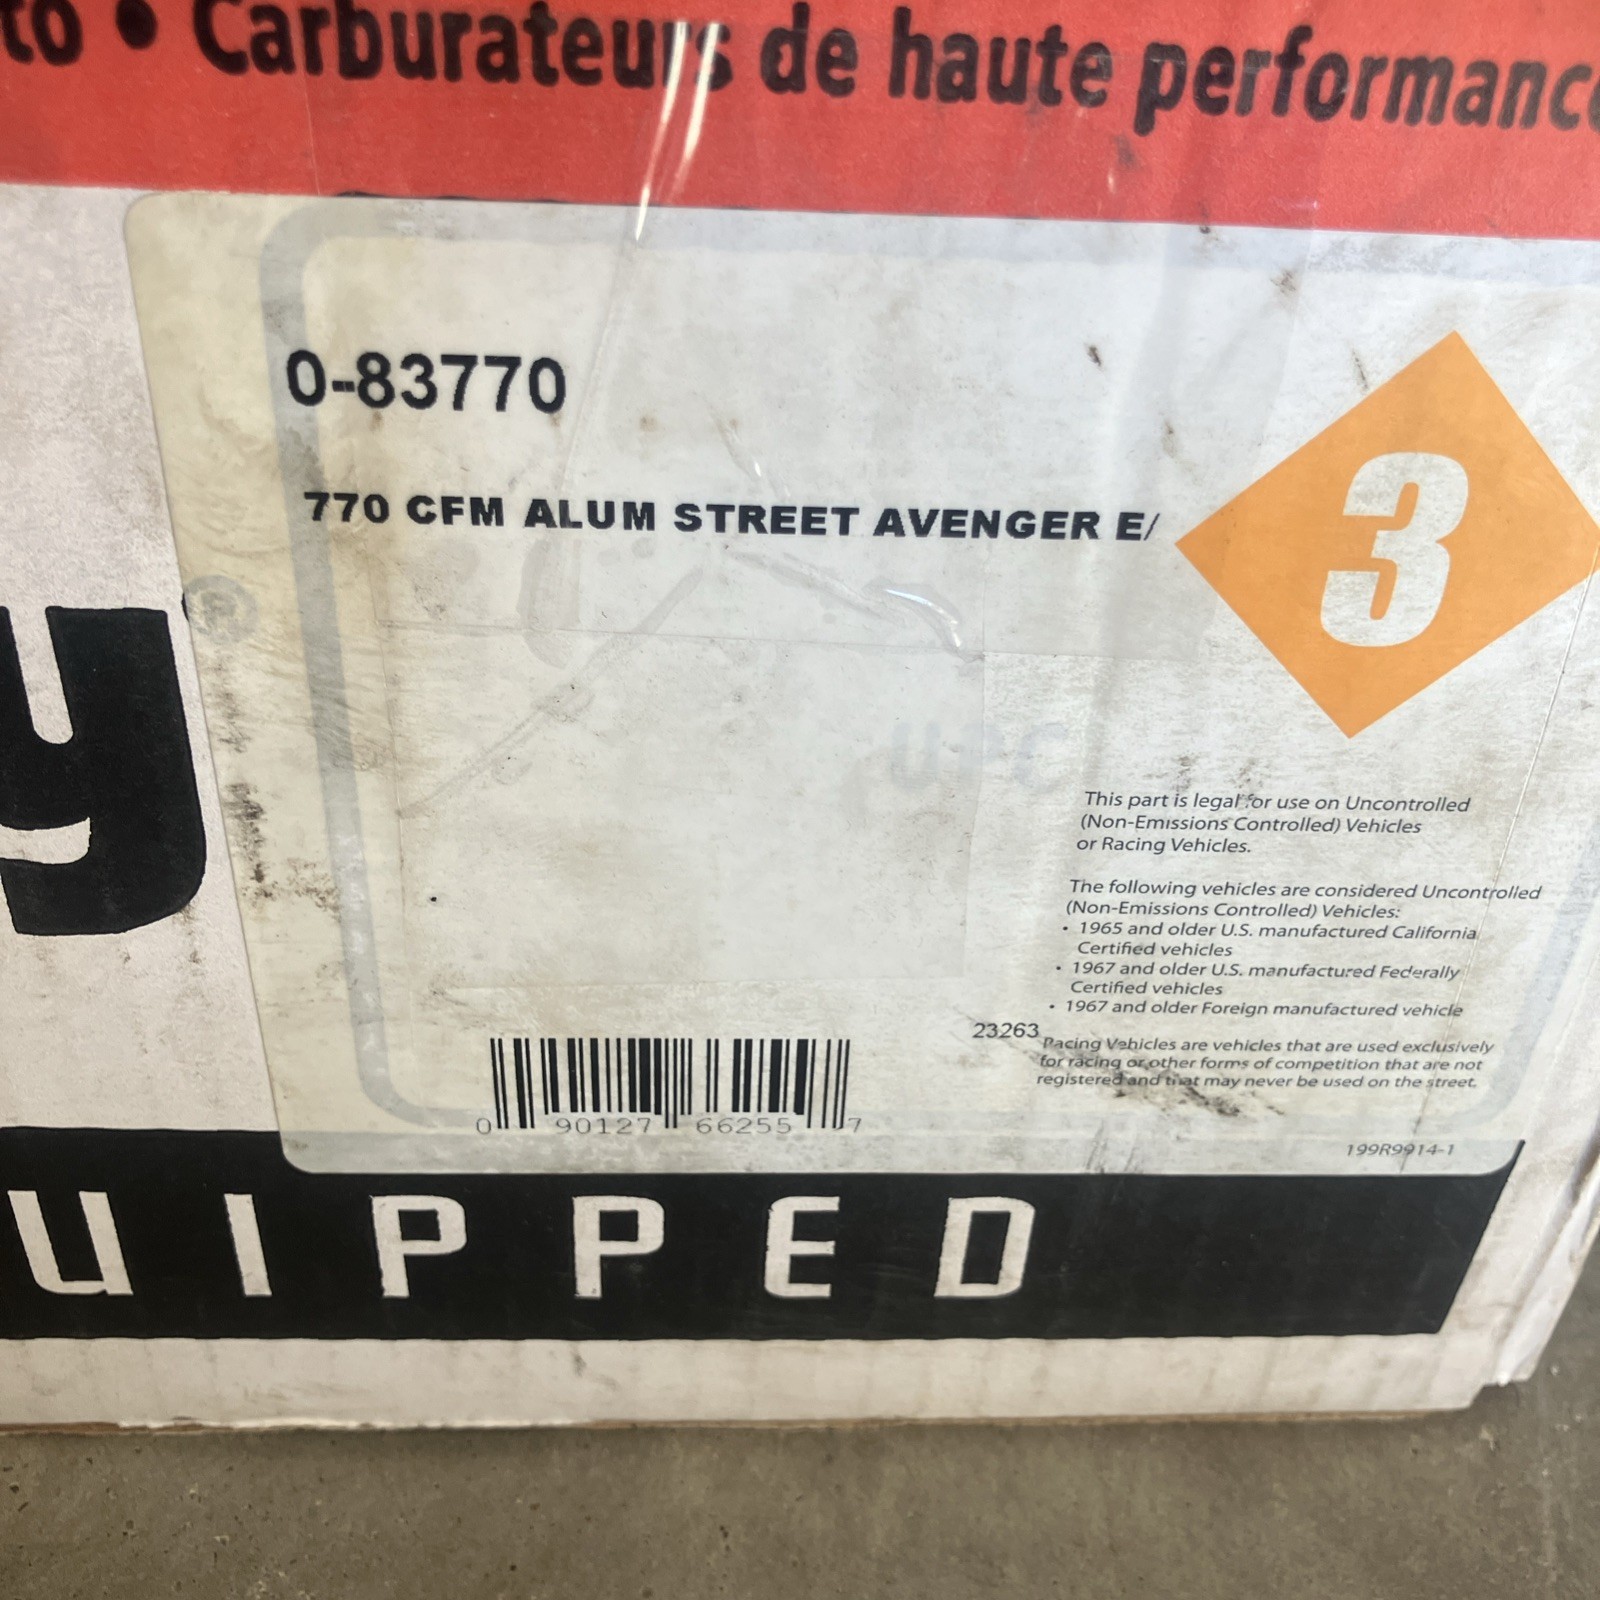 to • Carburateurs de haute performance
0-83770
770 CFM ALUM STREET AVENGER E/
3
y
®
UPC
This part is legal for use on Uncontrolled
(Non-Emissions Controlled) Vehicles
or Racing Vehicles.
The following vehicles are considered Uncontrolled
(Non-Emissions Controlled) Vehicles:
• 1965 and older U.S. manufactured California
Certified vehicles
• 1967 and older U.S. manufactured Federally
Certified vehicles
• 1967 and older Foreign manufactured vehicle
23263
Racing Vehicles are vehicles that are used exclusively
for racing or other forms of competition that are not
registered and that may never be used on the street.
0 90127 66255 7
199R9914-1
UIPPED